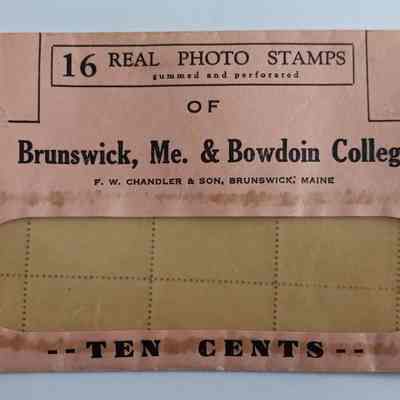 16 REAL PHOTO STAMPS
gummed and perforated
OF
Brunswick, Me. & Bowdoin Colleg
F. W. CHANDLER & SON, BRUNSWICK, MAINE
--TEN CENTS--